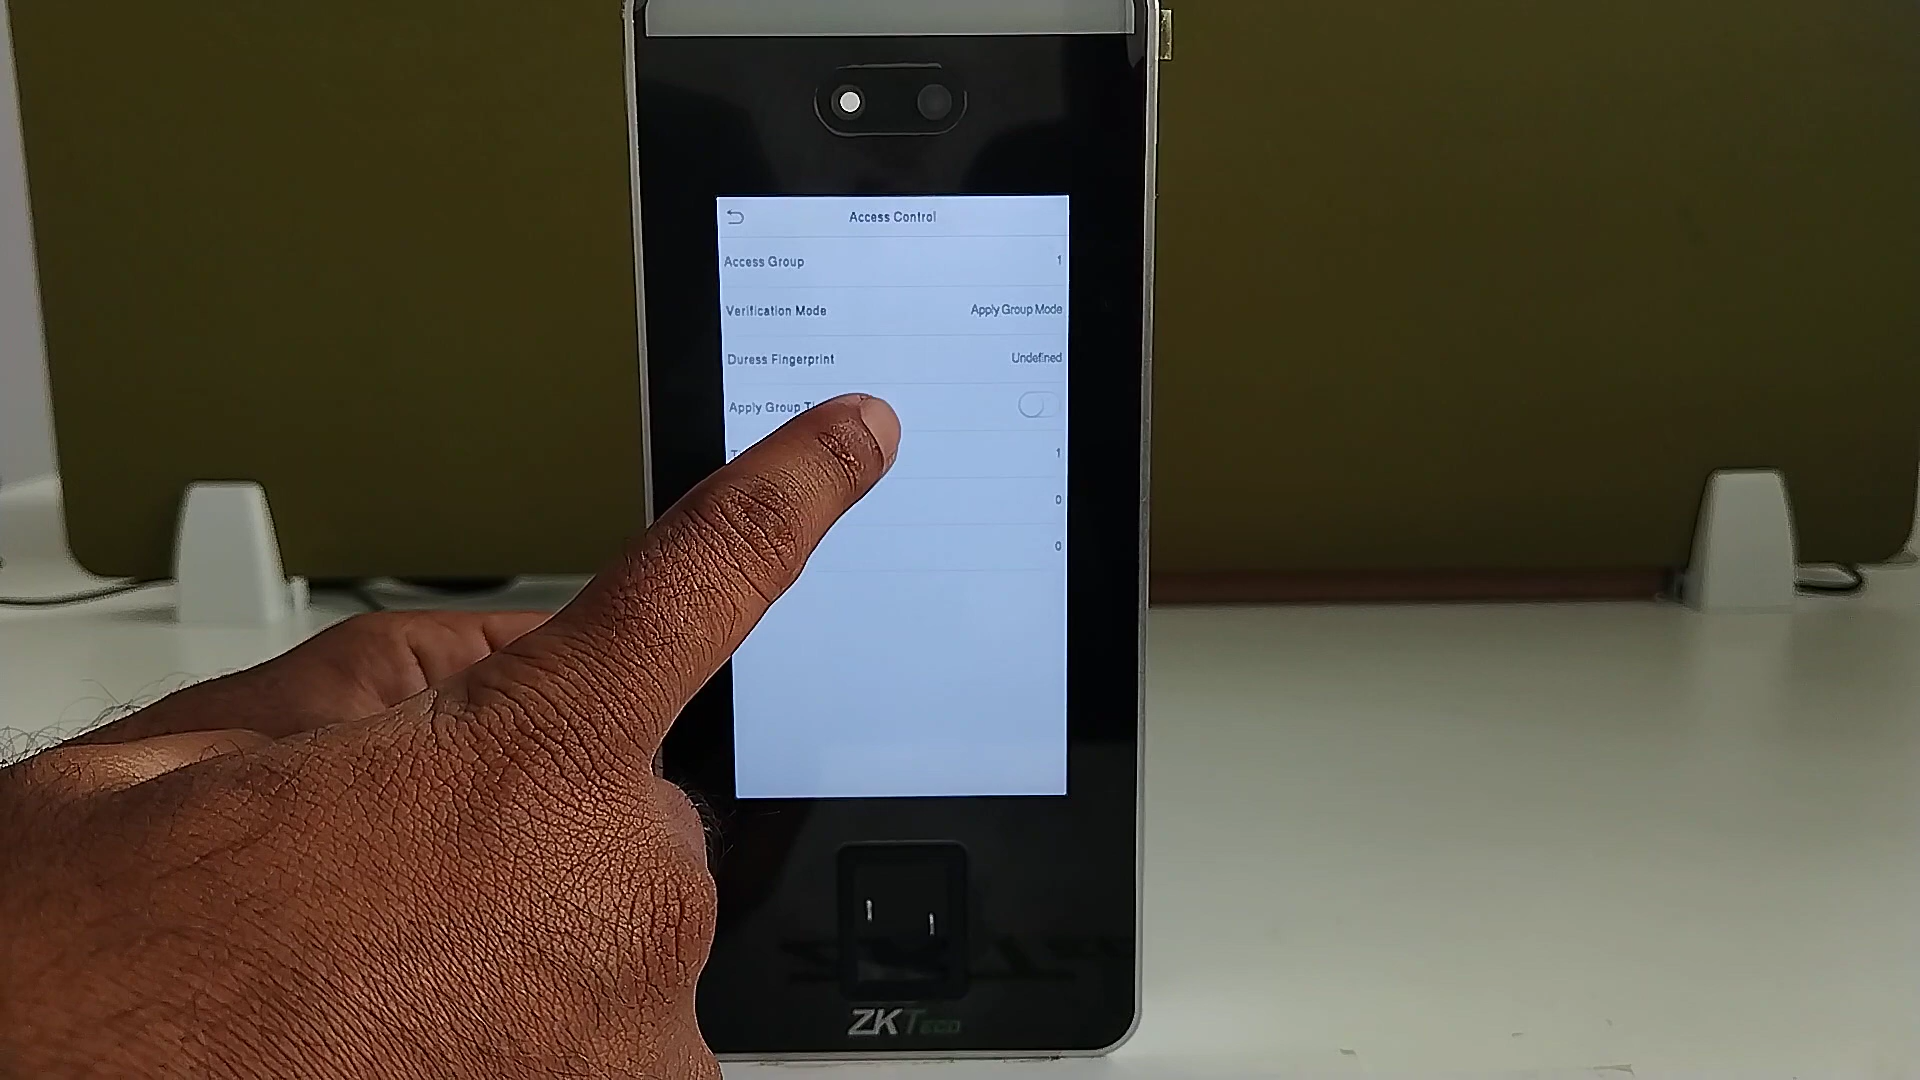 Access Control
Access Group 1
Verification Mode Apply Group Mode
Duress Fingerprint Undefined
Apply Group
1
0
0
ZKTeco